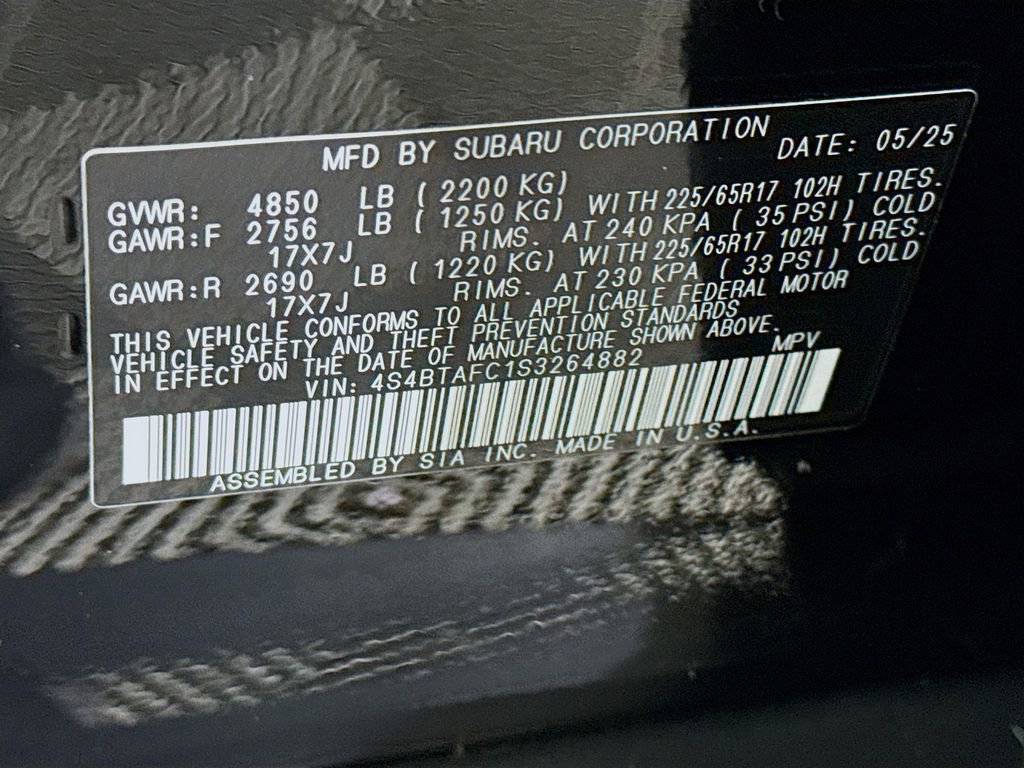 MFD BY SUBARU CORPORATION DATE: 05/25
GVWR: 4850 LB ( 2200 KG)
GAWR:F 2756 LB ( 1250 KG) WITH 225/65R17 102H TIRES.
17X7J RIMS. AT 240 KPA ( 35 PSI) COLD
GAWR:R 2690 LB ( 1220 KG) WITH 225/65R17 102H TIRES.
17X7J RIMS. AT 230 KPA ( 33 PSI) COLD
THIS VEHICLE CONFORMS TO ALL APPLICABLE FEDERAL MOTOR
VEHICLE SAFETY AND THEFT PREVENTION STANDARDS
IN EFFECT ON THE DATE OF MANUFACTURE SHOWN ABOVE.
VIN: 4S4BTAFC1S3264882 MPV
ASSEMBLED BY SIA INC. MADE IN U.S.A.